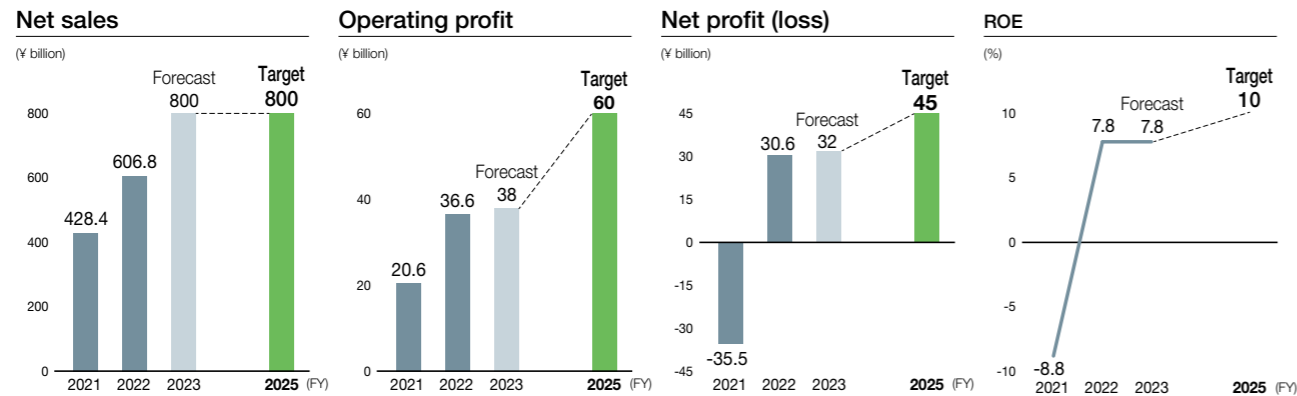 Net sales
(¥ billion)
Forecast
Target
800
800
800
606.8
600
428.4
400
200
0
2021 2022 2023 2025 (FY)
Operating profit
(¥ billion)
Target
60
60
Forecast
40
38
36.6
20.6
20
0
2021 2022 2023 2025 (FY)
Net profit (loss)
(¥ billion)
Target
45
45
Forecast
30.6
32
30
15
0
-15
-30
-35.5
-45
2021 2022 2023 2025 (FY)
ROE
(%)
Target
10
10
Forecast
7.8 7.8
5
0
-5
-8.8
-10
2021 2022 2023 2025 (FY)